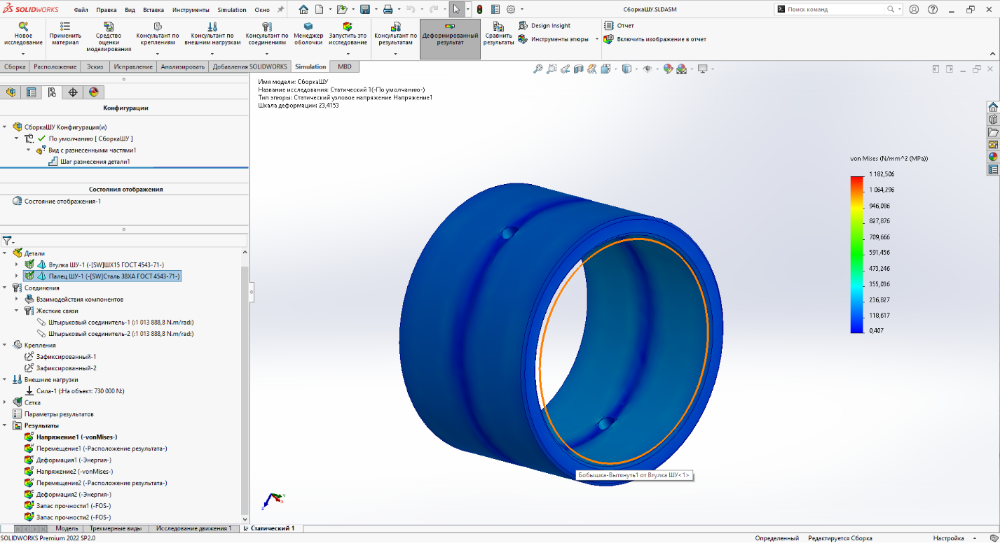 SOLIDWORKS
Файл Правка Вид Вставка Инструменты Simulation Окно
СборкаШУ.SLDASM
Поиск команд
Новое исследование
Применить материал
Средство оценки моделирования
Консультант по креплениям
Консультант по внешним нагрузкам
Консультант по соединениям
Менеджер оболочки
Запустить это исследование
Консультант по результатам
Деформированный результат
Сравнить результаты
Design Insight
Инструменты эпюры
Отчет
Включить изображение в отчет
Сборка Расположение Эскиз Исправление Анализировать Добавления SOLIDWORKS Simulation MBD
Имя модели: СборкаШУ
Название исследования: Статический 1(-По умолчанию-)
Тип эпюры: Статический узловое напряжение Напряжение1
Шкала деформации: 23,4153
Конфигурации
СборкаШУ Конфигурация(и)
По умолчанию [ СборкаШУ ]
Вид с разнесенными частями1
Шаг разнесения детали1
Состояния отображения
Состояние отображения-1
Детали
Втулка ШУ-1 (-[SW]ШХ15 ГОСТ 4543-71-)
Палец ШУ-1 (-[SW]Сталь 38ХА ГОСТ 4543-71-)
Соединения
Взаимодействия компонентов
Жесткие связи
Штырьковый соединитель-1 (:1 013 888,8 N.m/rad:)
Штырьковый соединитель-2 (:1 013 888,8 N.m/rad:)
Крепления
Зафиксированный-1
Зафиксированный-2
Внешние нагрузки
Сила-1 (:На объект: 730 000 N:)
Сетка
Параметры результатов
Результаты
Напряжение1 (-vonMises-)
Перемещение1 (-Расположение результата-)
Деформация1 (-Энергия-)
Напряжение2 (-vonMises-)
Перемещение2 (-Расположение результата-)
Деформация2 (-Энергия-)
Запас прочности1 (-FOS-)
Запас прочности2 (-FOS-)
von Mises (N/mm^2 (MPa))
1 182,506
1 064,296
946,086
827,876
709,666
591,456
473,246
355,036
236,827
118,617
0,407
Бобышка-Вытянуть1 от Втулка ШУ<1>
Y
X
Z
Модель Трехмерные виды Исследование движения 1 Статический 1
SOLIDWORKS Premium 2022 SP2.0
Определенный Редактируется Сборка Настройка